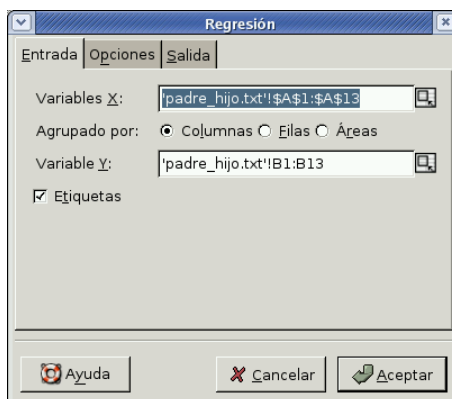 Regresión
Entrada Opciones Salida
Variables X: 'padre_hijo.txt'!$A$1:$A$13
Agrupado por: Columnas Filas Áreas
Variable Y: 'padre_hijo.txt'!B1:B13
Etiquetas
Ayuda Cancelar Aceptar